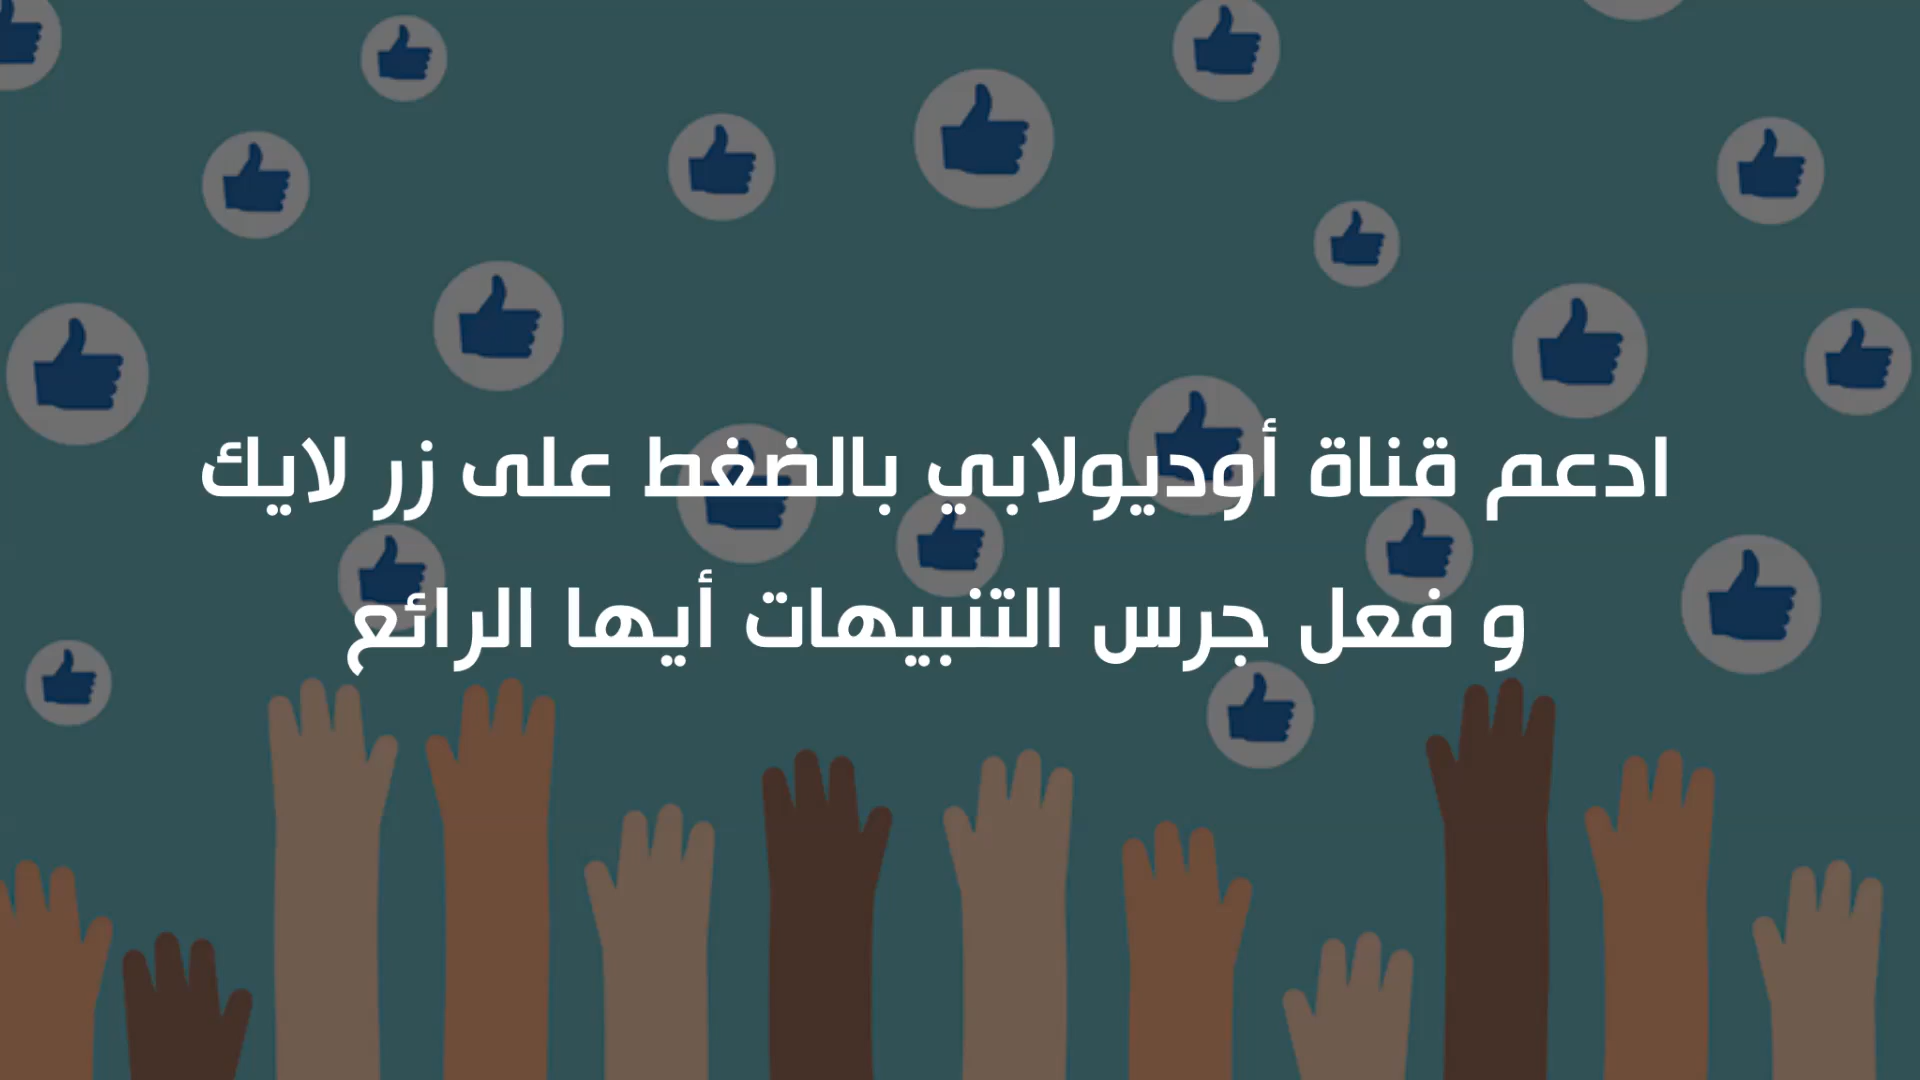 ادعم قناة أوديولابي بالضغط على زر لايك
و فعل جرس التنبيهات أيها الرائع